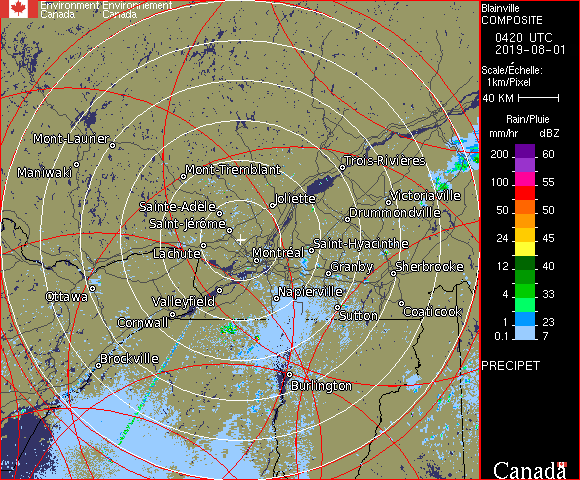 Environment Environnement
Canada Canada
Blainville
COMPOSITE
0420 UTC
2019-08-01
Scale/Échelle:
1km/Pixel
40 KM
Rain/Pluie
mm/hr dBZ
200 60
100 55
50 50
24 45
12 40
4 33
1 23
0.1 7
PRECIPET
Mont-Laurier
Maniwaki
Mont-Tremblant
Trois-Rivières
Sainte-Adele
Joliette
Victoriaville
Drummondville
Saint-Jérôme
Lachute
Montréal
Saint-Hyacinthe
Granby
Sherbrooke
Ottawa
Valleyfield
Napierville
Cornwall
Sutton
Coaticook
Brockville
Burlington
Canada